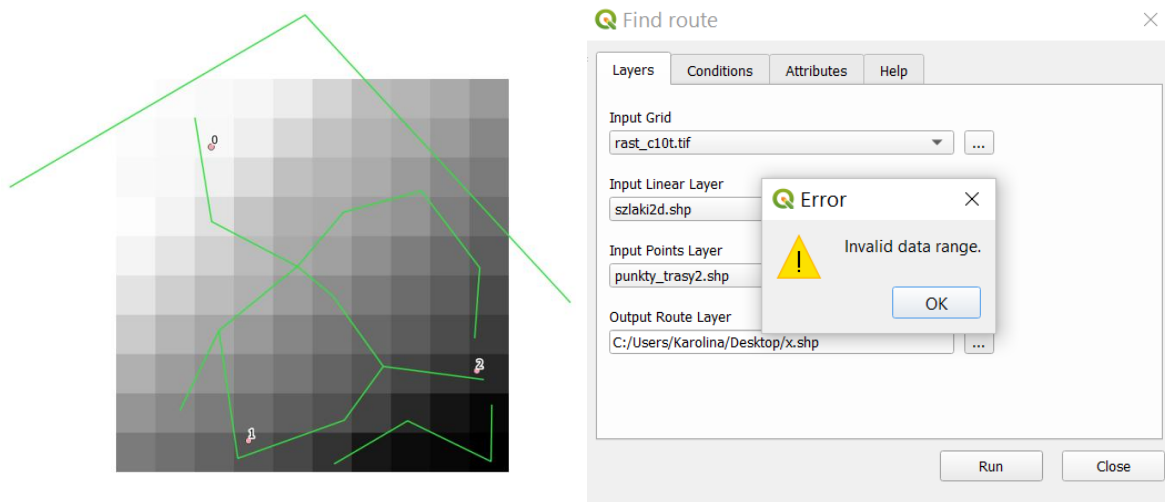 0
1
2
Find route
Layers
Conditions
Attributes
Help
Input Grid
rast_c10t.tif
...
Input Linear Layer
szlaki2d.shp
Input Points Layer
punkty_trasy2.shp
Output Route Layer
C:/Users/Karolina/Desktop/x.shp
...
Error
Invalid data range.
OK
Run
Close